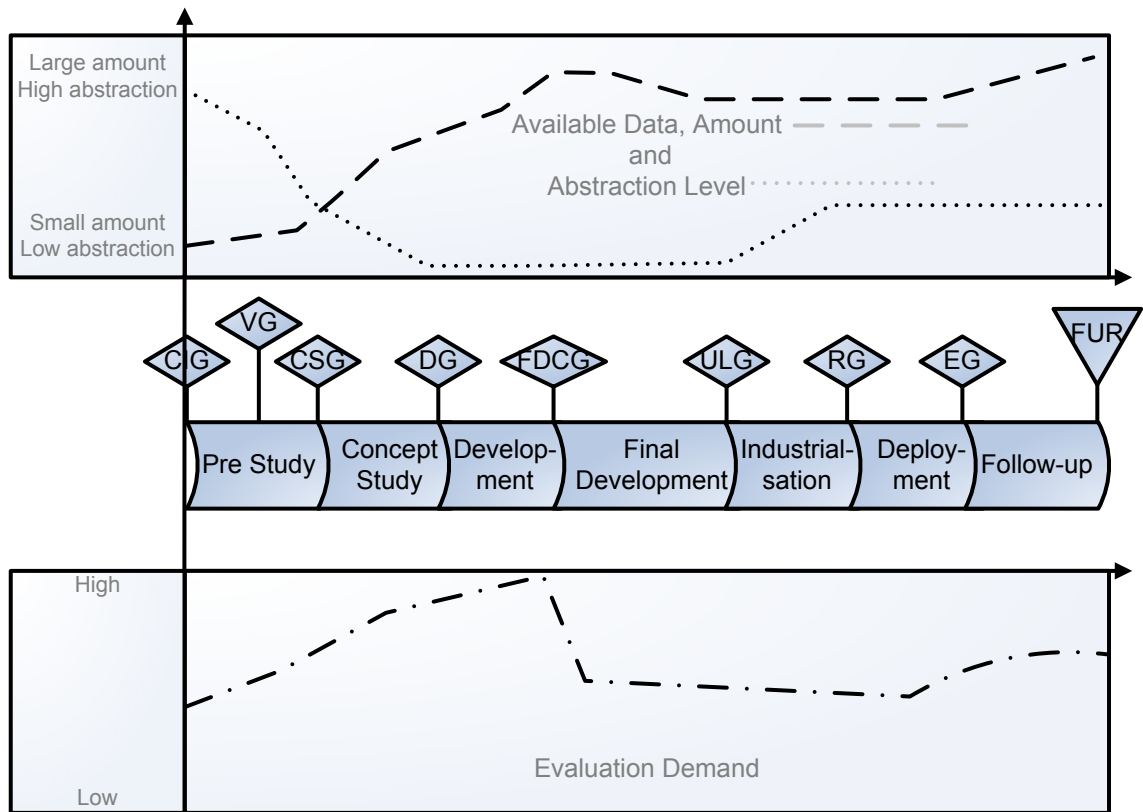 Large amount
High abstraction
Available Data, Amount
and
Abstraction Level
Small amount
Low abstraction
CIG
VG
CSG
DG
FDCG
ULG
RG
EG
FUR
Pre Study
Concept
Study
Develop-
ment
Final
Development
Industrial-
sation
Deploy-
ment
Follow-up
High
Evaluation Demand
Low